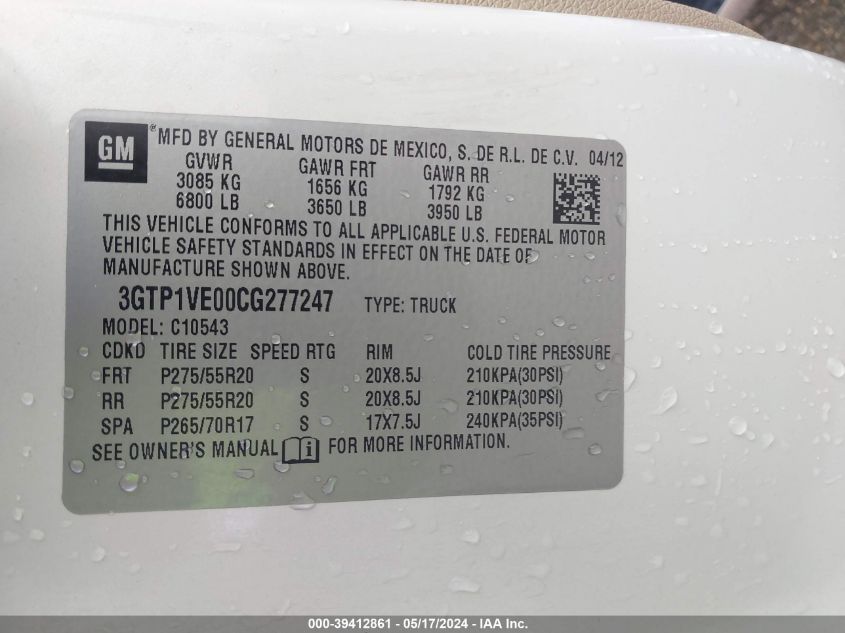 GM ® MFD BY GENERAL MOTORS DE MEXICO, S. DE R.L. DE C.V. 04/12
GVWR GAWR FRT GAWR RR
3085 KG 1656 KG 1792 KG
6800 LB 3650 LB 3950 LB
THIS VEHICLE CONFORMS TO ALL APPLICABLE U.S. FEDERAL MOTOR
VEHICLE SAFETY STANDARDS IN EFFECT ON THE DATE OF
MANUFACTURE SHOWN ABOVE.
3GTP1VE00CG277247 TYPE: TRUCK
MODEL: C10543
CDKO TIRE SIZE SPEED RTG RIM COLD TIRE PRESSURE
FRT P275/55R20 S 20X8.5J 210KPA(30PSI)
RR P275/55R20 S 20X8.5J 210KPA(30PSI)
SPA P265/70R17 S 17X7.5J 240KPA(35PSI)
SEE OWNER'S MANUAL i FOR MORE INFORMATION.
000-39412861 - 05/17/2024 - IAA Inc.